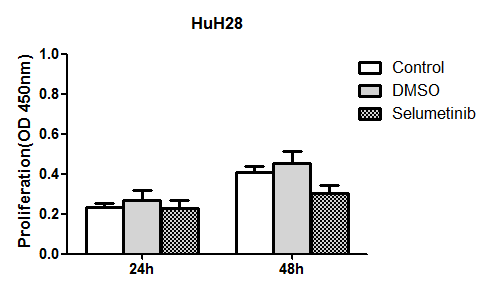 HuH28
Proliferation(OD 450nm)
1.0
0.8
0.6
0.4
0.2
0.0
24h
48h
Control
DMSO
Selumetinib